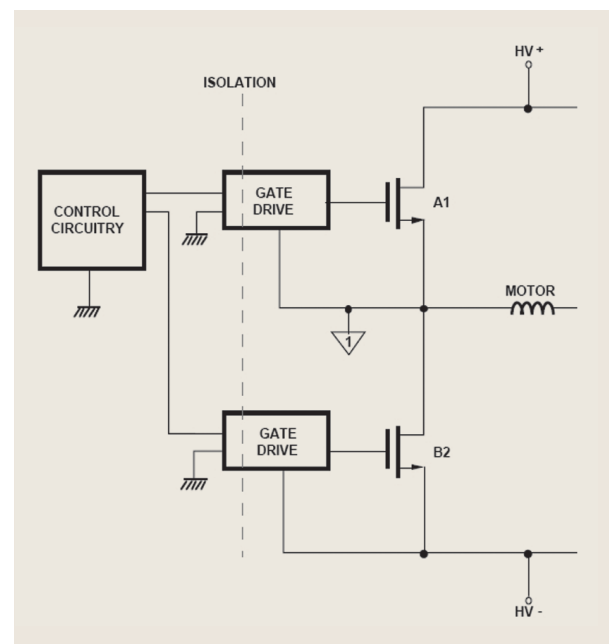 HV +
ISOLATION
GATE
DRIVE
CONTROL
CIRCUITRY
A1
MOTOR
1
GATE
DRIVE
B2
HV -